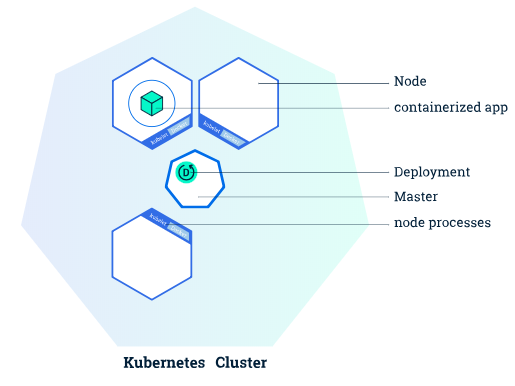 Node
containerized app
kubelet Docker
kubelet Docker
D
Deployment
Master
kubelet Docker
node processes
Kubernetes Cluster